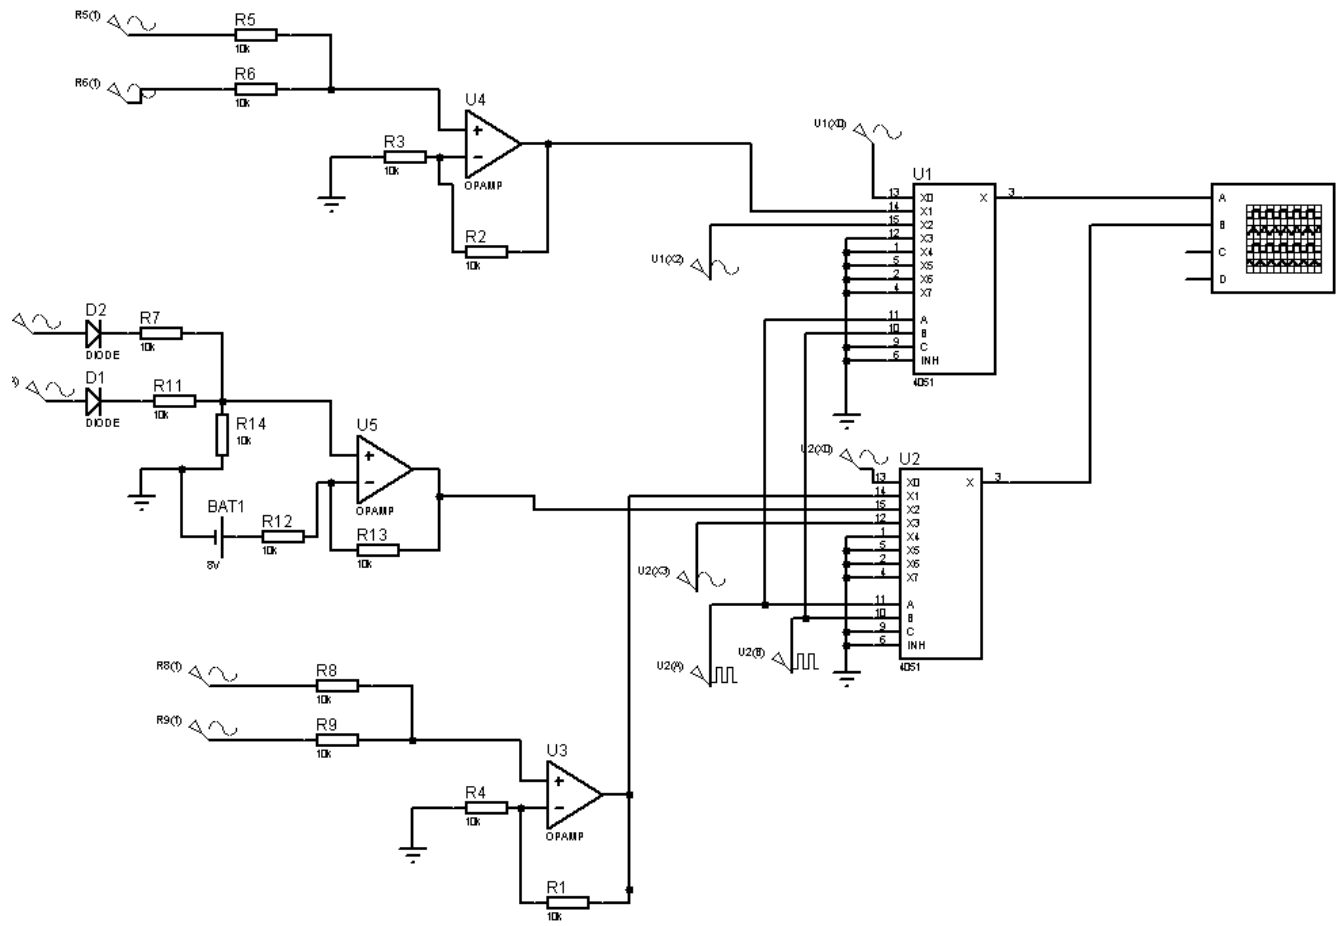 R5(1)
R5
10k
R6(1)
R6
10k
U4
R3
10k
OPAMP
R2
10k
U1(X0)
U1
13 X0 X 3
14 X1
15 X2
12 X3
1 X4
5 X5
2 X6
4 X7
11 A
10 B
9 C
6 INH
4051
U1(X2)
A
B
C
D
D2
R7
DIODE
10k
D1
R11
DIODE
10k
R14
10k
U5
OPAMP
BAT1
8V
R12
10k
R13
10k
U2(X0)
U2
13 X0 X 3
14 X1
15 X2
12 X3
1 X4
5 X5
2 X6
4 X7
11 A
10 B
9 C
6 INH
4051
U2(X3)
U2(A)
U2(B)
R8(1)
R8
10k
R9(1)
R9
10k
U3
R4
10k
OPAMP
R1
10k